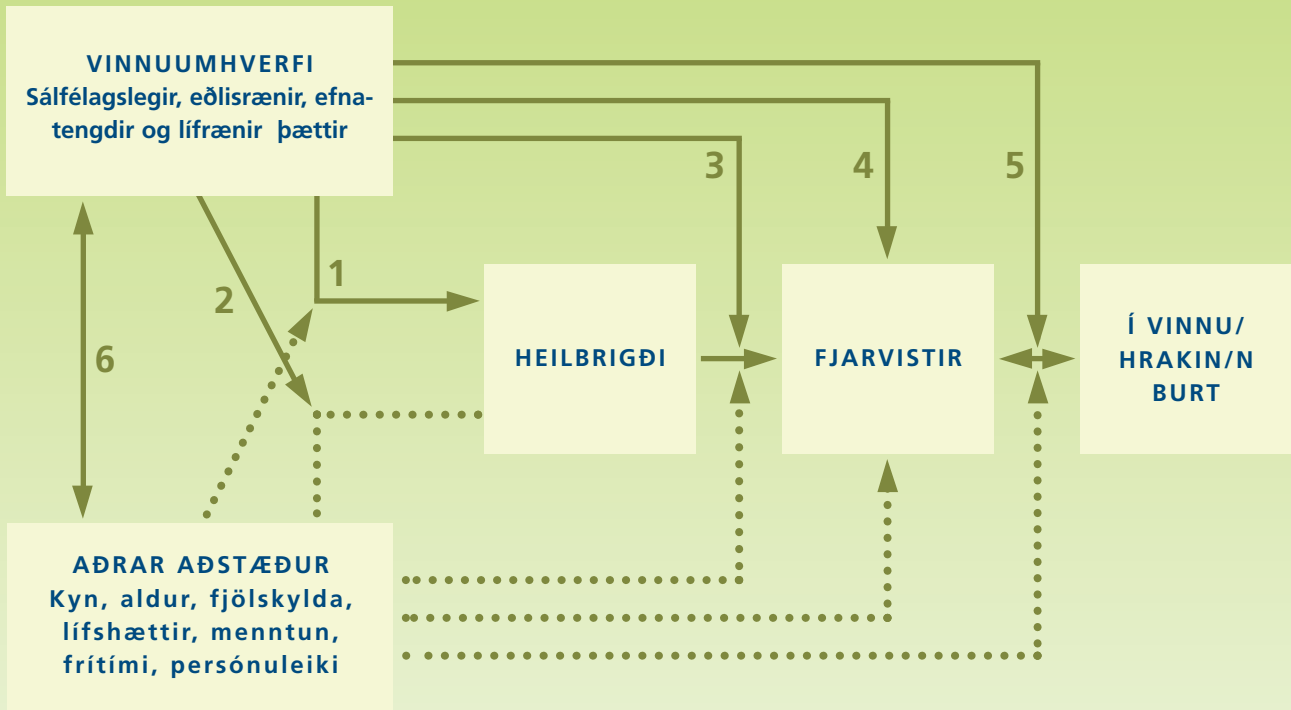 VINNUUMHVERFI
Sálfélagslegir, eðlisrænir, efna-
tengdir og lífrænir þættir
3
4
5
1
2
6
HEILBRIGÐI
FJARVISTIR
Í VINNU/
HRAKIN/N
BURT
AÐRAR AÐSTÆÐUR
Kyn, aldur, fjölskylda,
lífshættir, menntun,
frítími, persónuleiki